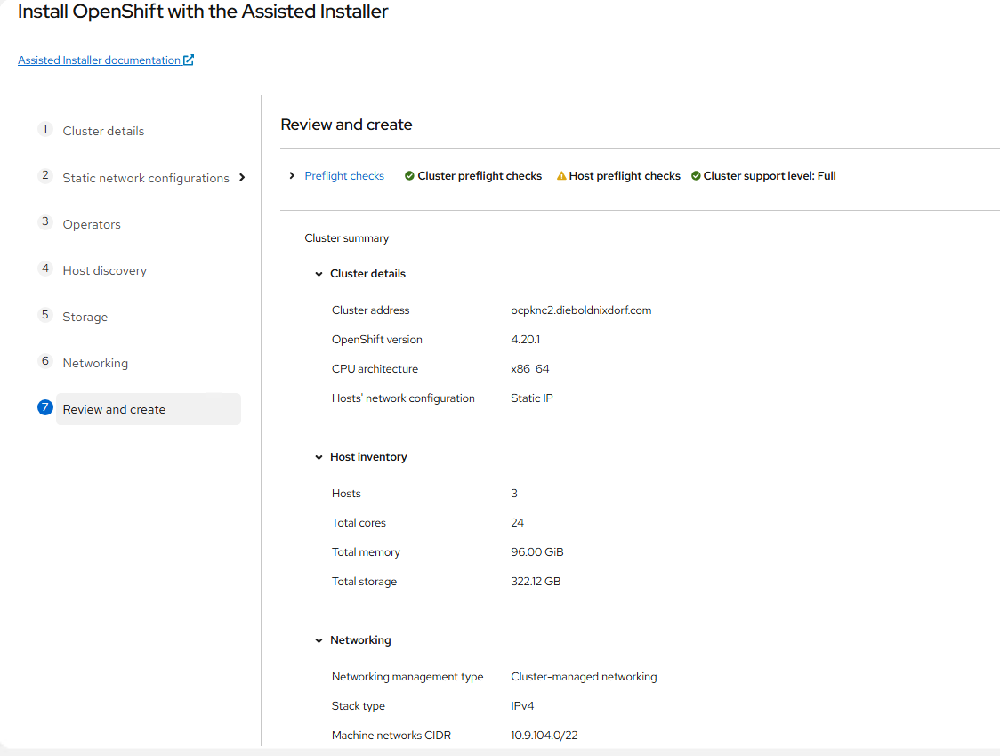 Install OpenShift with the Assisted Installer
Assisted Installer documentation
1 Cluster details
2 Static network configurations
3 Operators
4 Host discovery
5 Storage
6 Networking
7 Review and create
Review and create
Preflight checks Cluster preflight checks Host preflight checks Cluster support level: Full
Cluster summary
Cluster details
Cluster address ocpknc2.dieboldnixdorf.com
OpenShift version 4.20.1
CPU architecture x86_64
Hosts' network configuration Static IP
Host inventory
Hosts 3
Total cores 24
Total memory 96.00 GiB
Total storage 322.12 GB
Networking
Networking management type Cluster-managed networking
Stack type IPv4
Machine networks CIDR 10.9.104.0/22